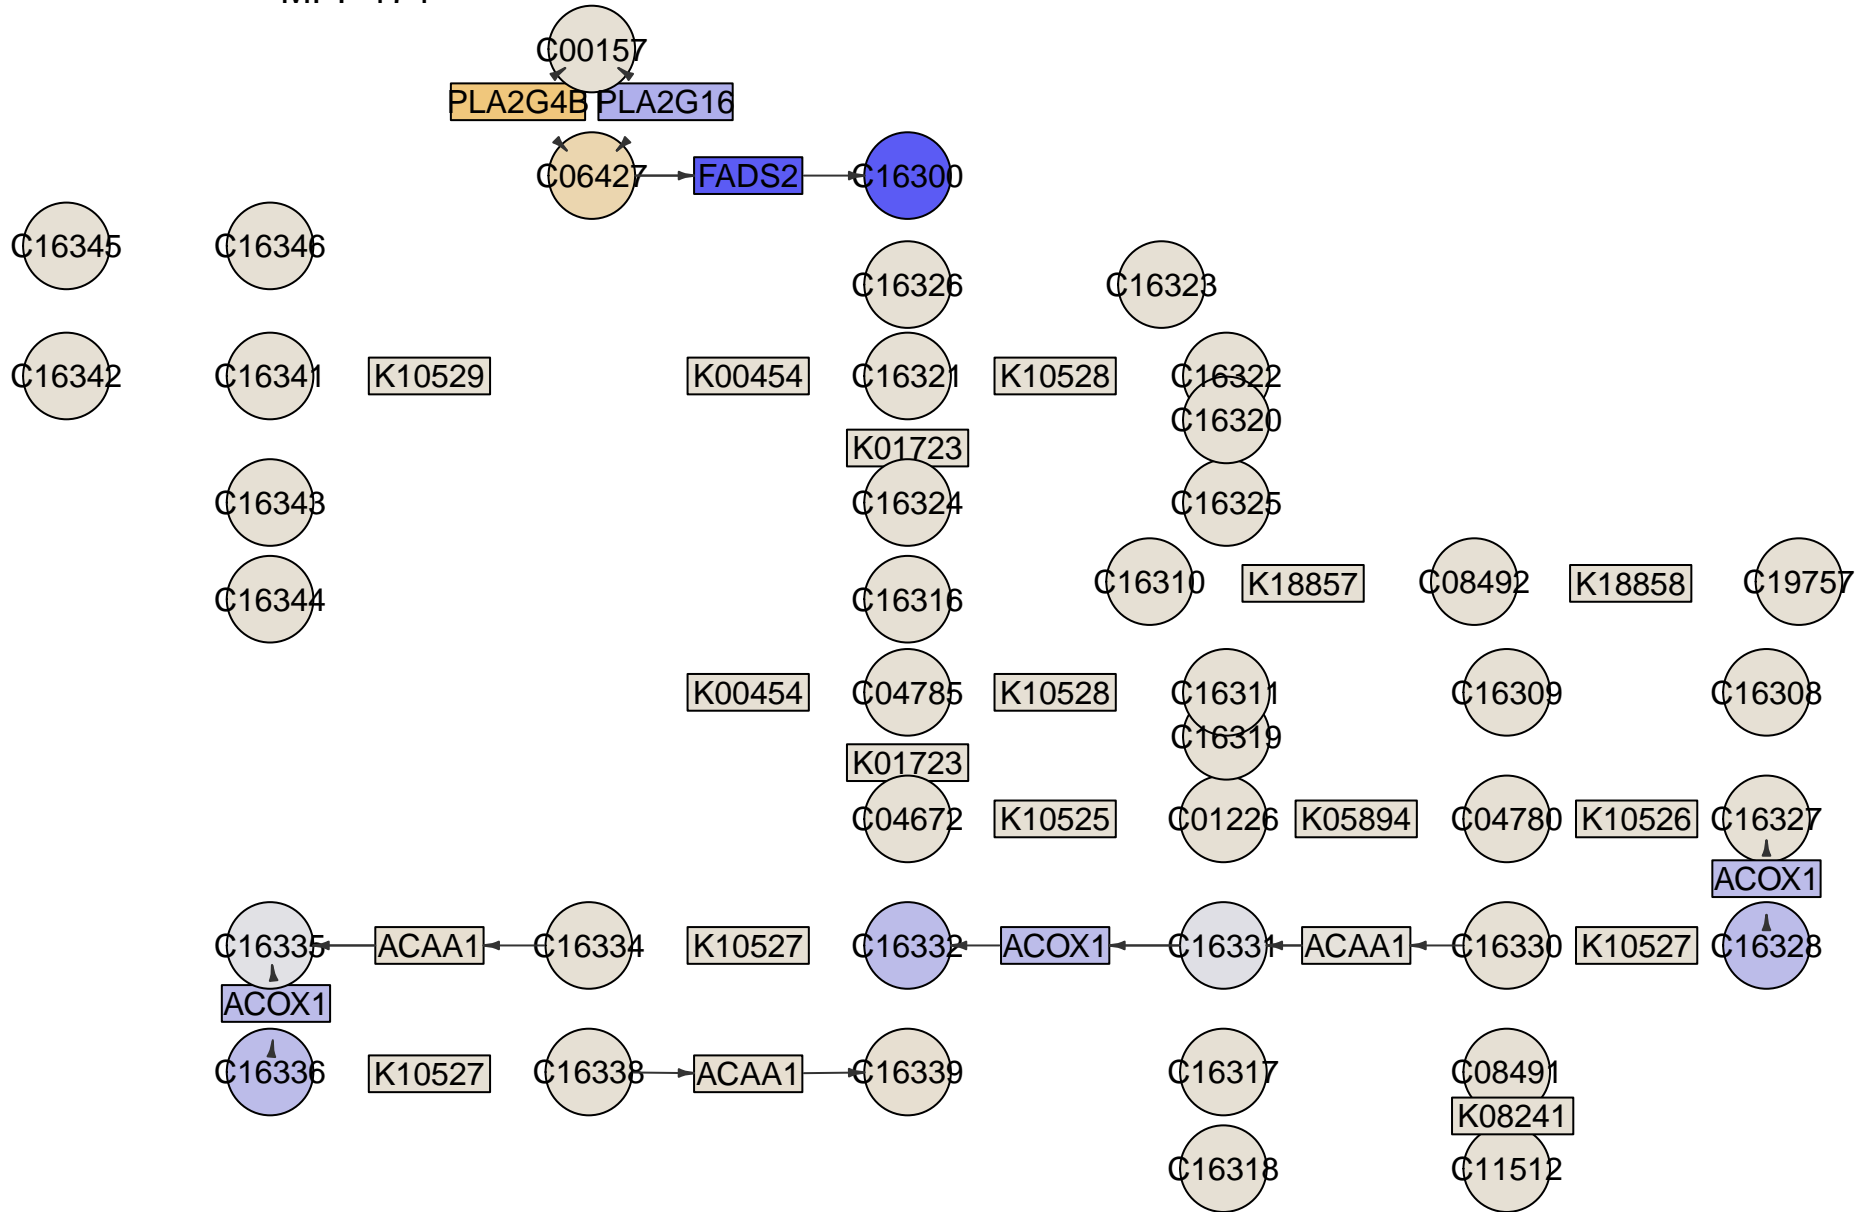 C00157
PLA2G4B PLA2G16
C06427 FADS2 C16300
C16345 C16346
C16326 C16323
C16342 C16341 K10529 K00454 C16321 K10528 C16322
C16320
K01723
C16343 C16324 C16325
C16310 K18857 C08492 K18858 C19757
C16344 C16316
K00454 C04785 K10528 C16311 C16309 C16308
C16319
K01723
C04672 K10525 C01226 K05894 C04780 K10526 C16327
ACOX1
C16335 ACAA1 C16334 K10527 C16332 ACOX1 C16331 ACAA1 C16330 K10527 C16328
ACOX1
C16336 K10527 C16338 ACAA1 C16339 C16317 C08491
K08241
C16318 C11512